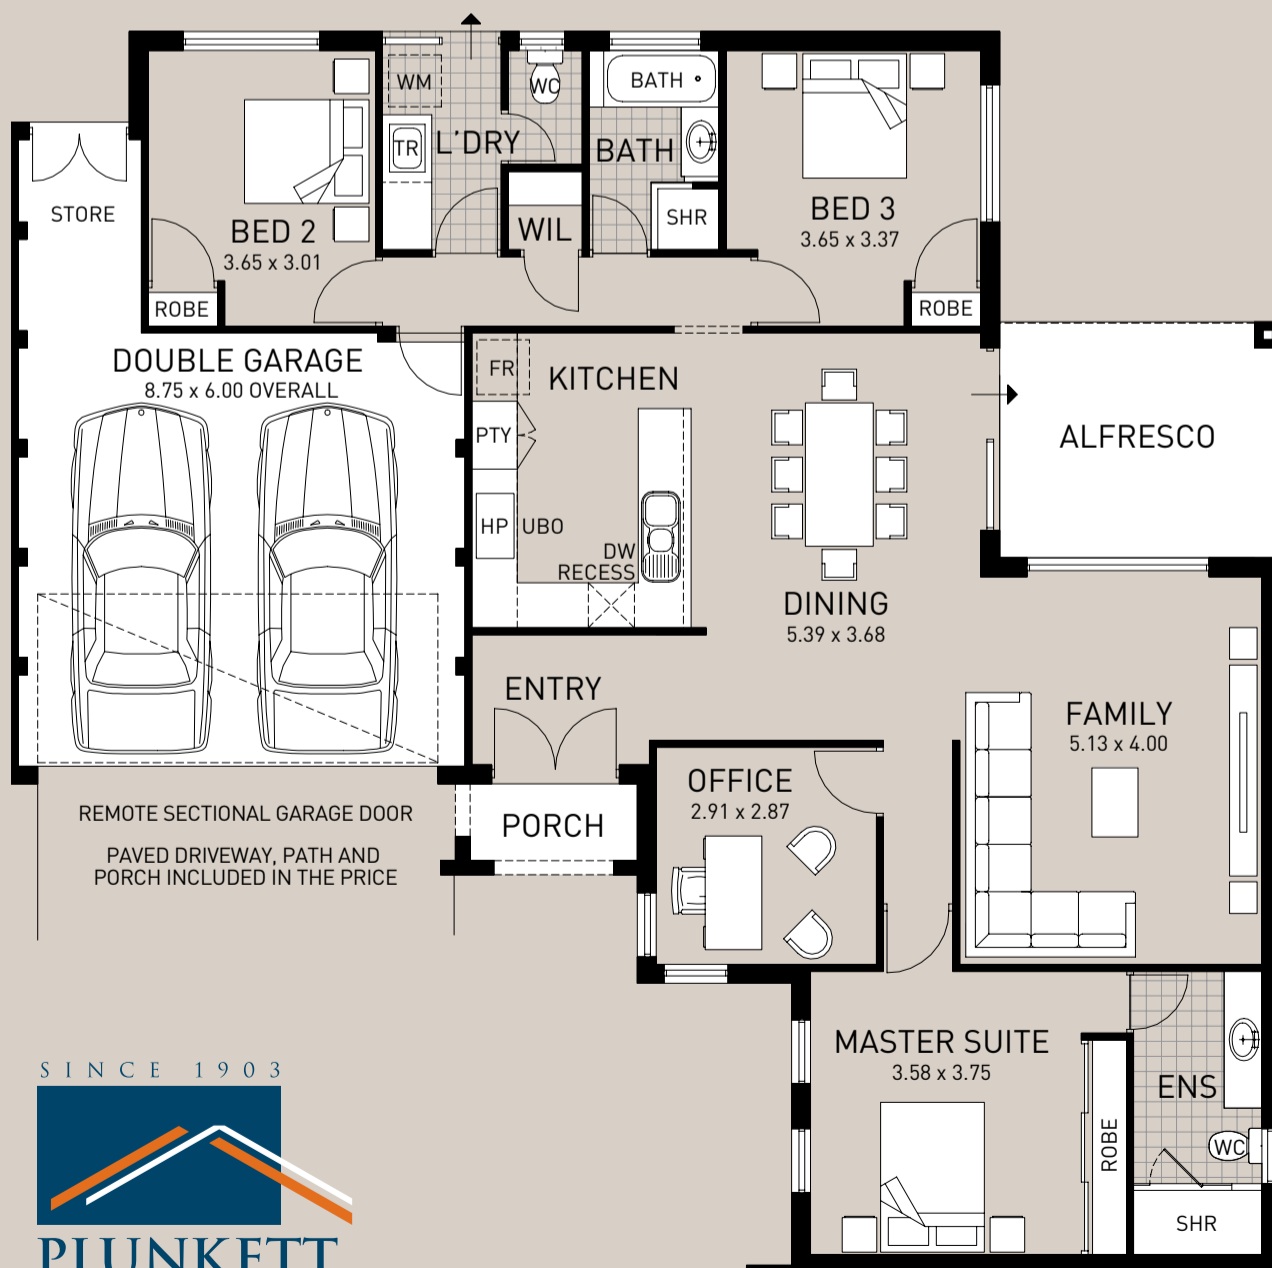 WM
WC
BATH
TR
L'DRY
BATH
SHR
WIL
STORE
BED 2
3.65 x 3.01
ROBE
BED 3
3.65 x 3.37
ROBE
DOUBLE GARAGE
8.75 x 6.00 OVERALL
FR
KITCHEN
PTY
HP
UBO
DW
RECESS
ALFRESCO
DINING
5.39 x 3.68
ENTRY
FAMILY
5.13 x 4.00
OFFICE
2.91 x 2.87
PORCH
REMOTE SECTIONAL GARAGE DOOR
PAVED DRIVEWAY, PATH AND
PORCH INCLUDED IN THE PRICE
MASTER SUITE
3.58 x 3.75
ENS
ROBE
WC
SHR
SINCE 1903
PLUNKETT